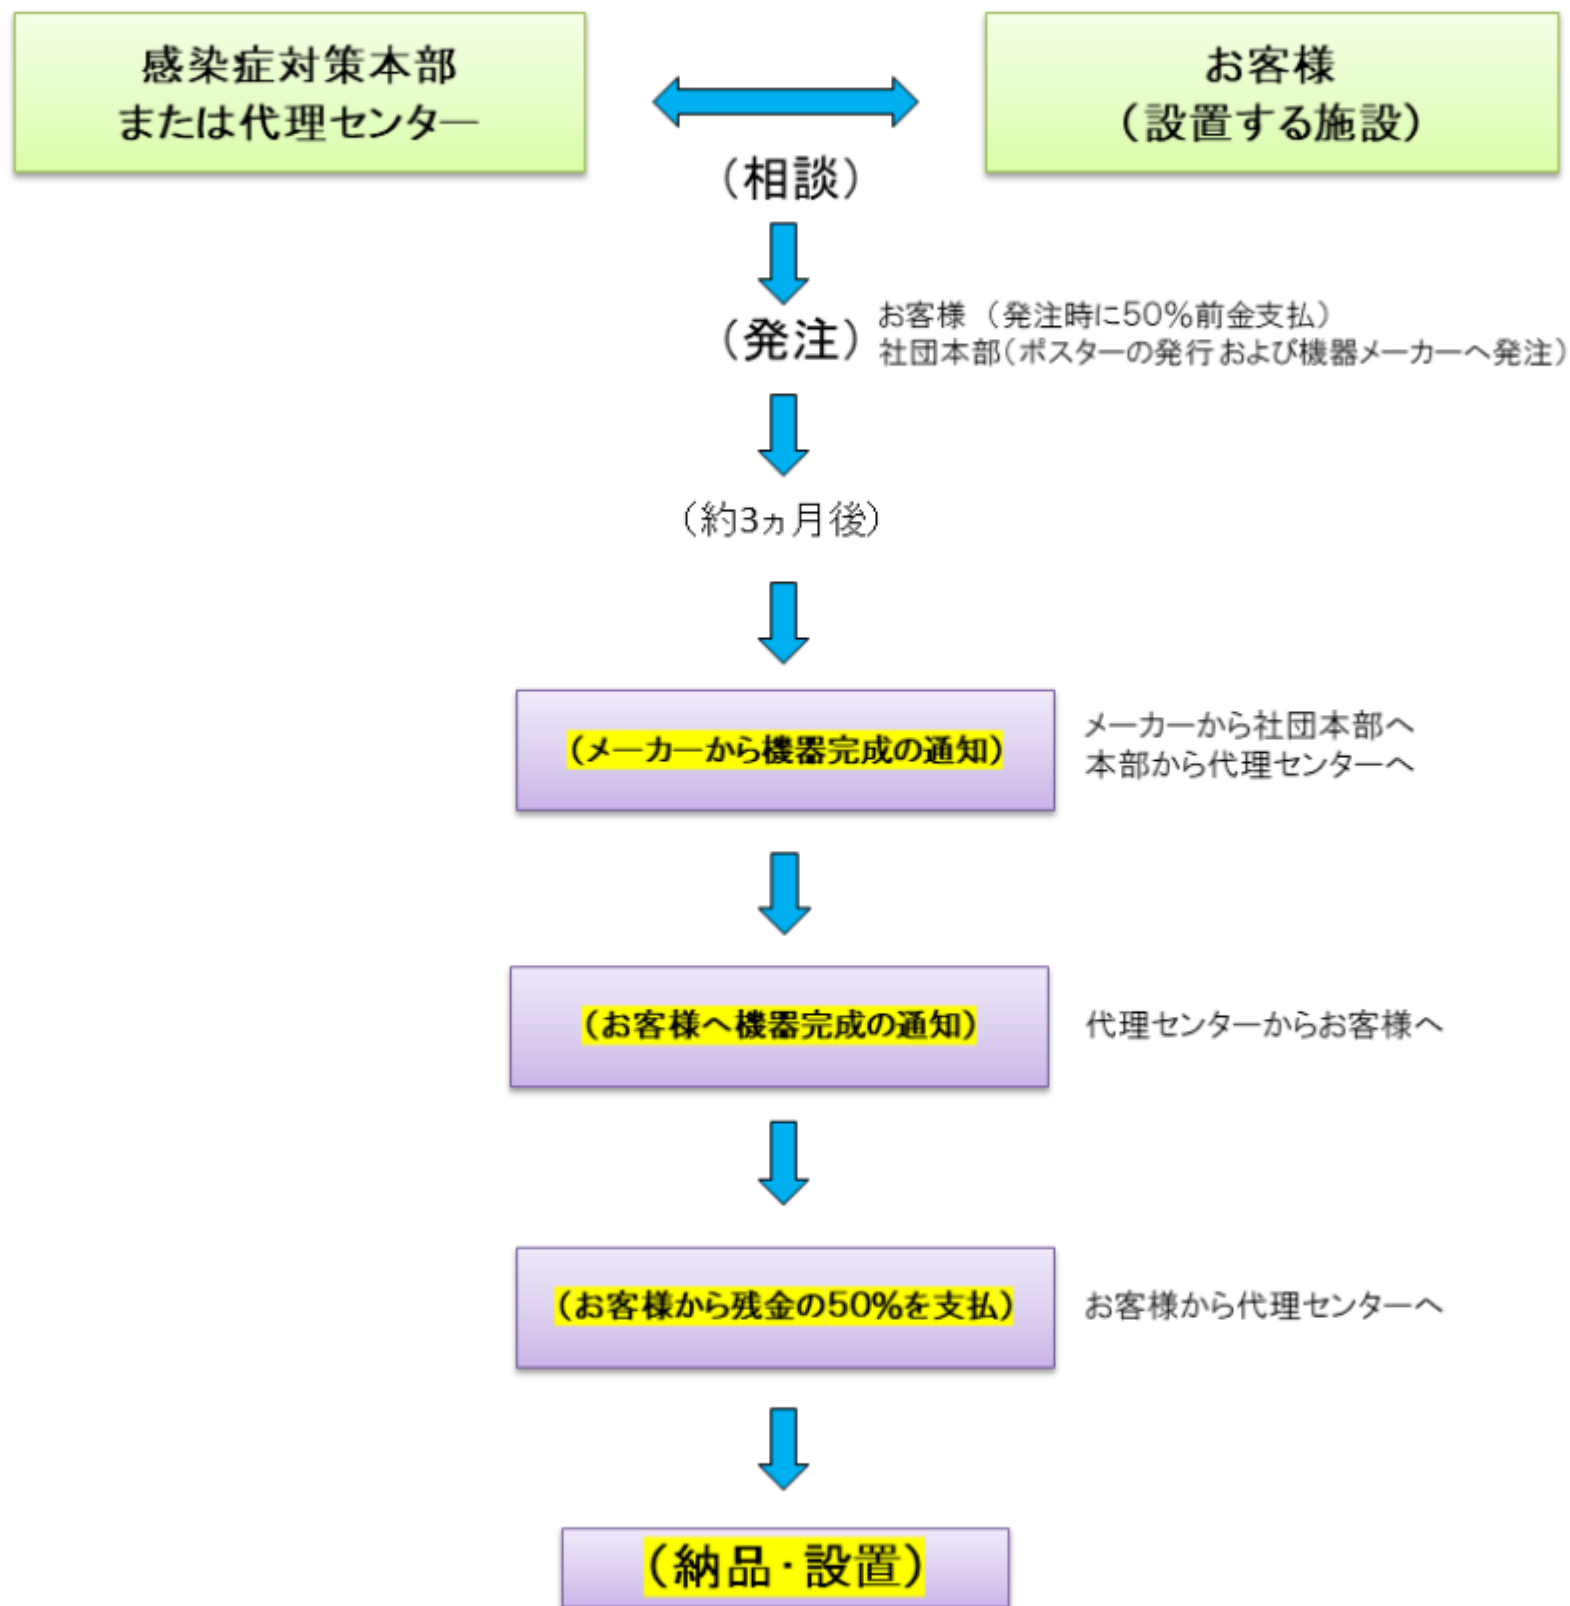 感染症対策本部
または代理センター
お客様
（設置する施設）
（相談）
（発注）
お客様 （発注時に50％前金支払）
社団本部（ポスターの発行および機器メーカーへ発注）
（約3ヵ月後）
（メーカーから機器完成の通知）
メーカーから社団本部へ
本部から代理センターへ
（お客様へ機器完成の通知）
代理センターからお客様へ
（お客様から残金の50％を支払）
お客様から代理センターへ
（納品・設置）